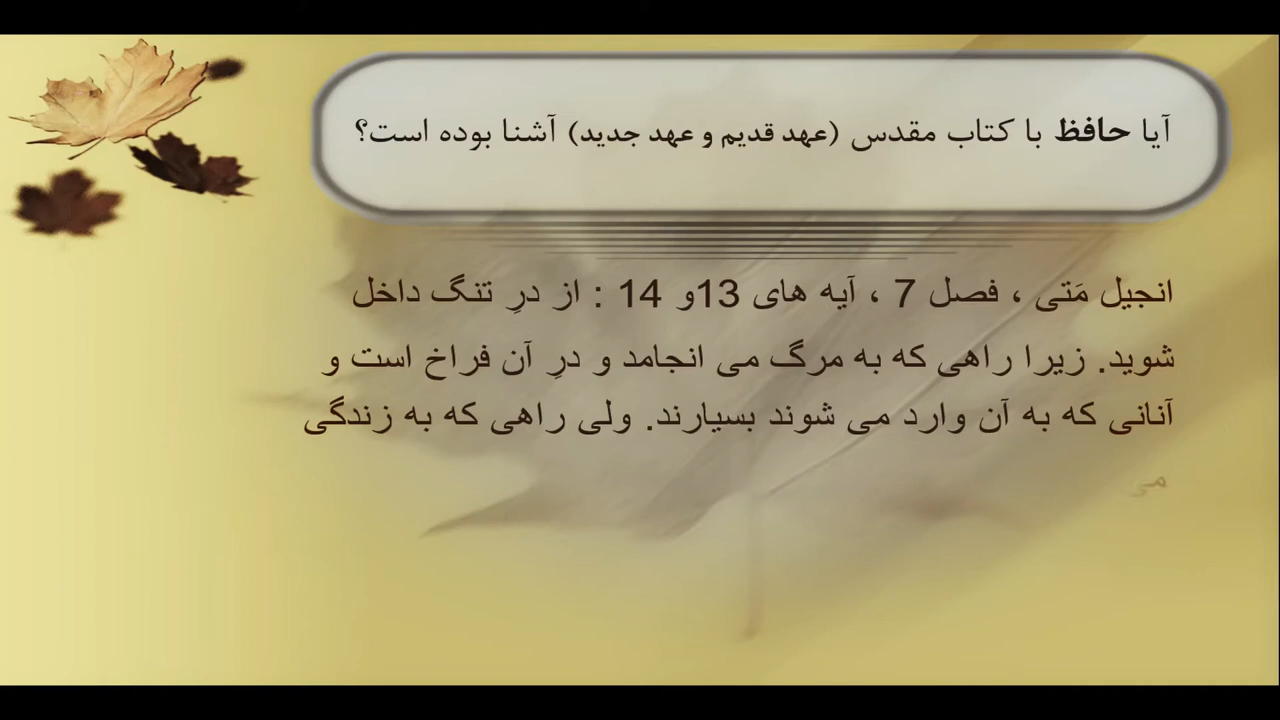 آیا حافظ با کتاب مقدس (عهد قدیم و عهد جدید) آشنا بوده است؟
انجیل مَتی ، فصل 7 ، آیه های 13و 14 : از درِ تنگ داخل
شوید. زیرا راهی که به مرگ می انجامد و درِ آن فراخ است و
آنانی که به آن وارد می شوند بسیارند. ولی راهی که به زندگی
می